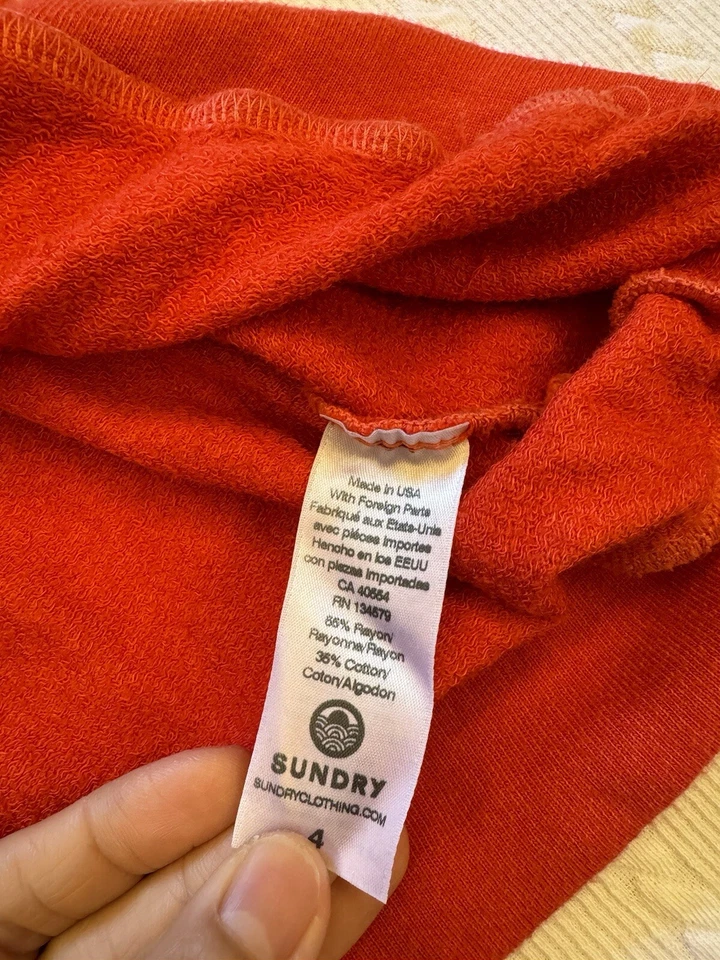 Made in USA
With Foreign Parts
Fabriqué aux Etats-Unis
avec pièces importes
Hencho en los EEUU
con piezas importadas
CA 40554
RN 134579
65% Rayon/
Rayonne/Rayon
35% Cotton/
Coton/Algodon
SUNDRY
SUNDRYCLOTHING.COM
4